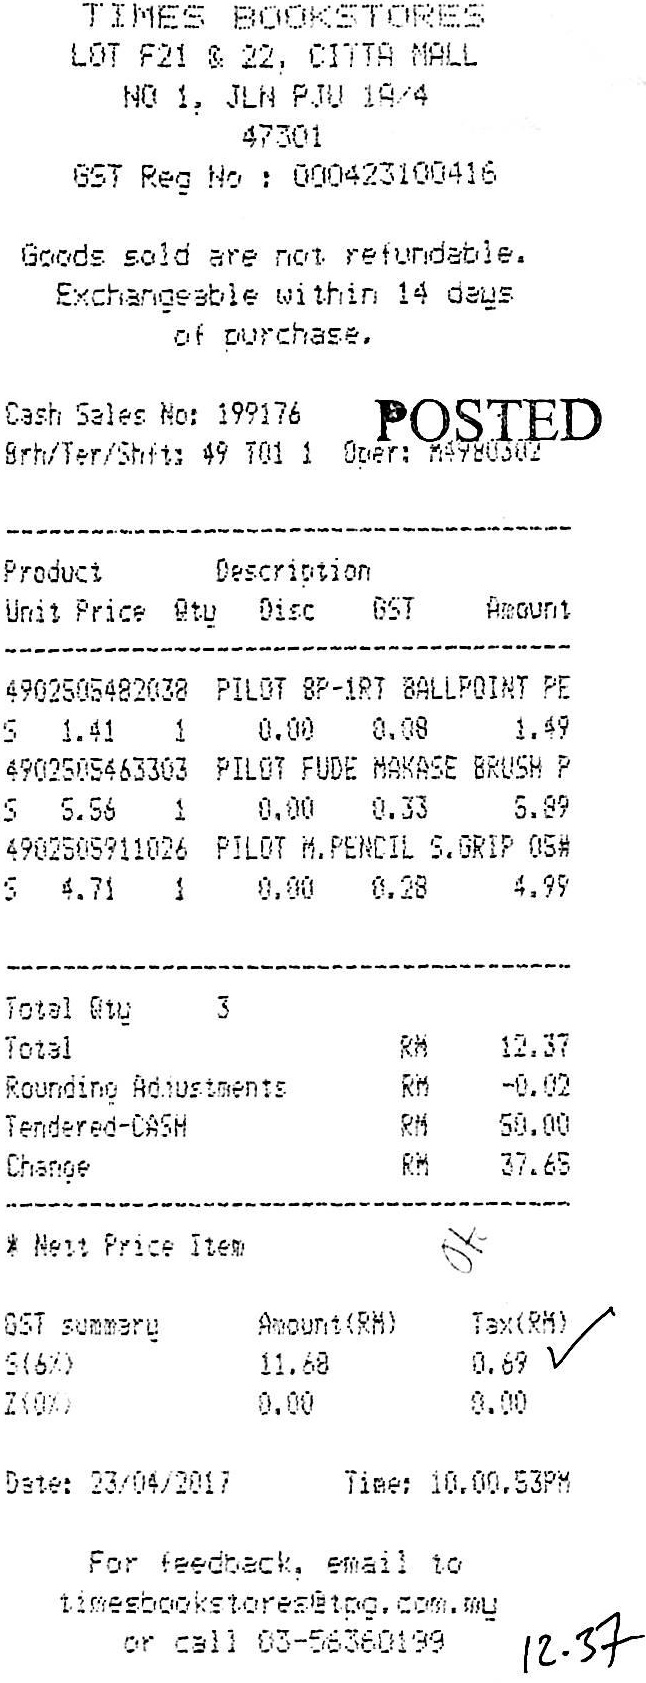 TIMES BOOKSTORES
LOT F21 & 22, CITTA MALL
NO 1, JLN PJU 1A/4
47301
GST Reg No : 000423100416
Goods sold are not refundable.
Exchangeable within 14 days
of purchase.
Cash Sales No: 199176
POSTED
Brh/Ter/Shft: 49 T01 1 Oper: M4980302
Product Description
Unit Price Qty Disc GST Amount
4902505482038 PILOT BP-1RT BALLPOINT PE
S 1.41 1 0.00 0.08 1.49
4902505463303 PILOT FUDE MAKASE BRUSH P
S 5.56 1 0.00 0.33 5.89
4902505911026 PILOT M.PENCIL S.GRIP 05#
S 4.71 1 0.00 0.28 4.99
Total Qty 3
Total RM 12.37
Rounding Adjustments RM -0.02
Tendered-CASH RM 50.00
Change RM 37.65
* Nett Price Item
OK
GST summary Amount(RM) Tax(RM)
S(6%) 11.68 0.69
Z(0%) 0.00 0.00
Date: 23/04/2017 Time: 10.00.53PM
For feedback, email to
timesbookstores@tpg.com.my
or call 03-56360199
12.37